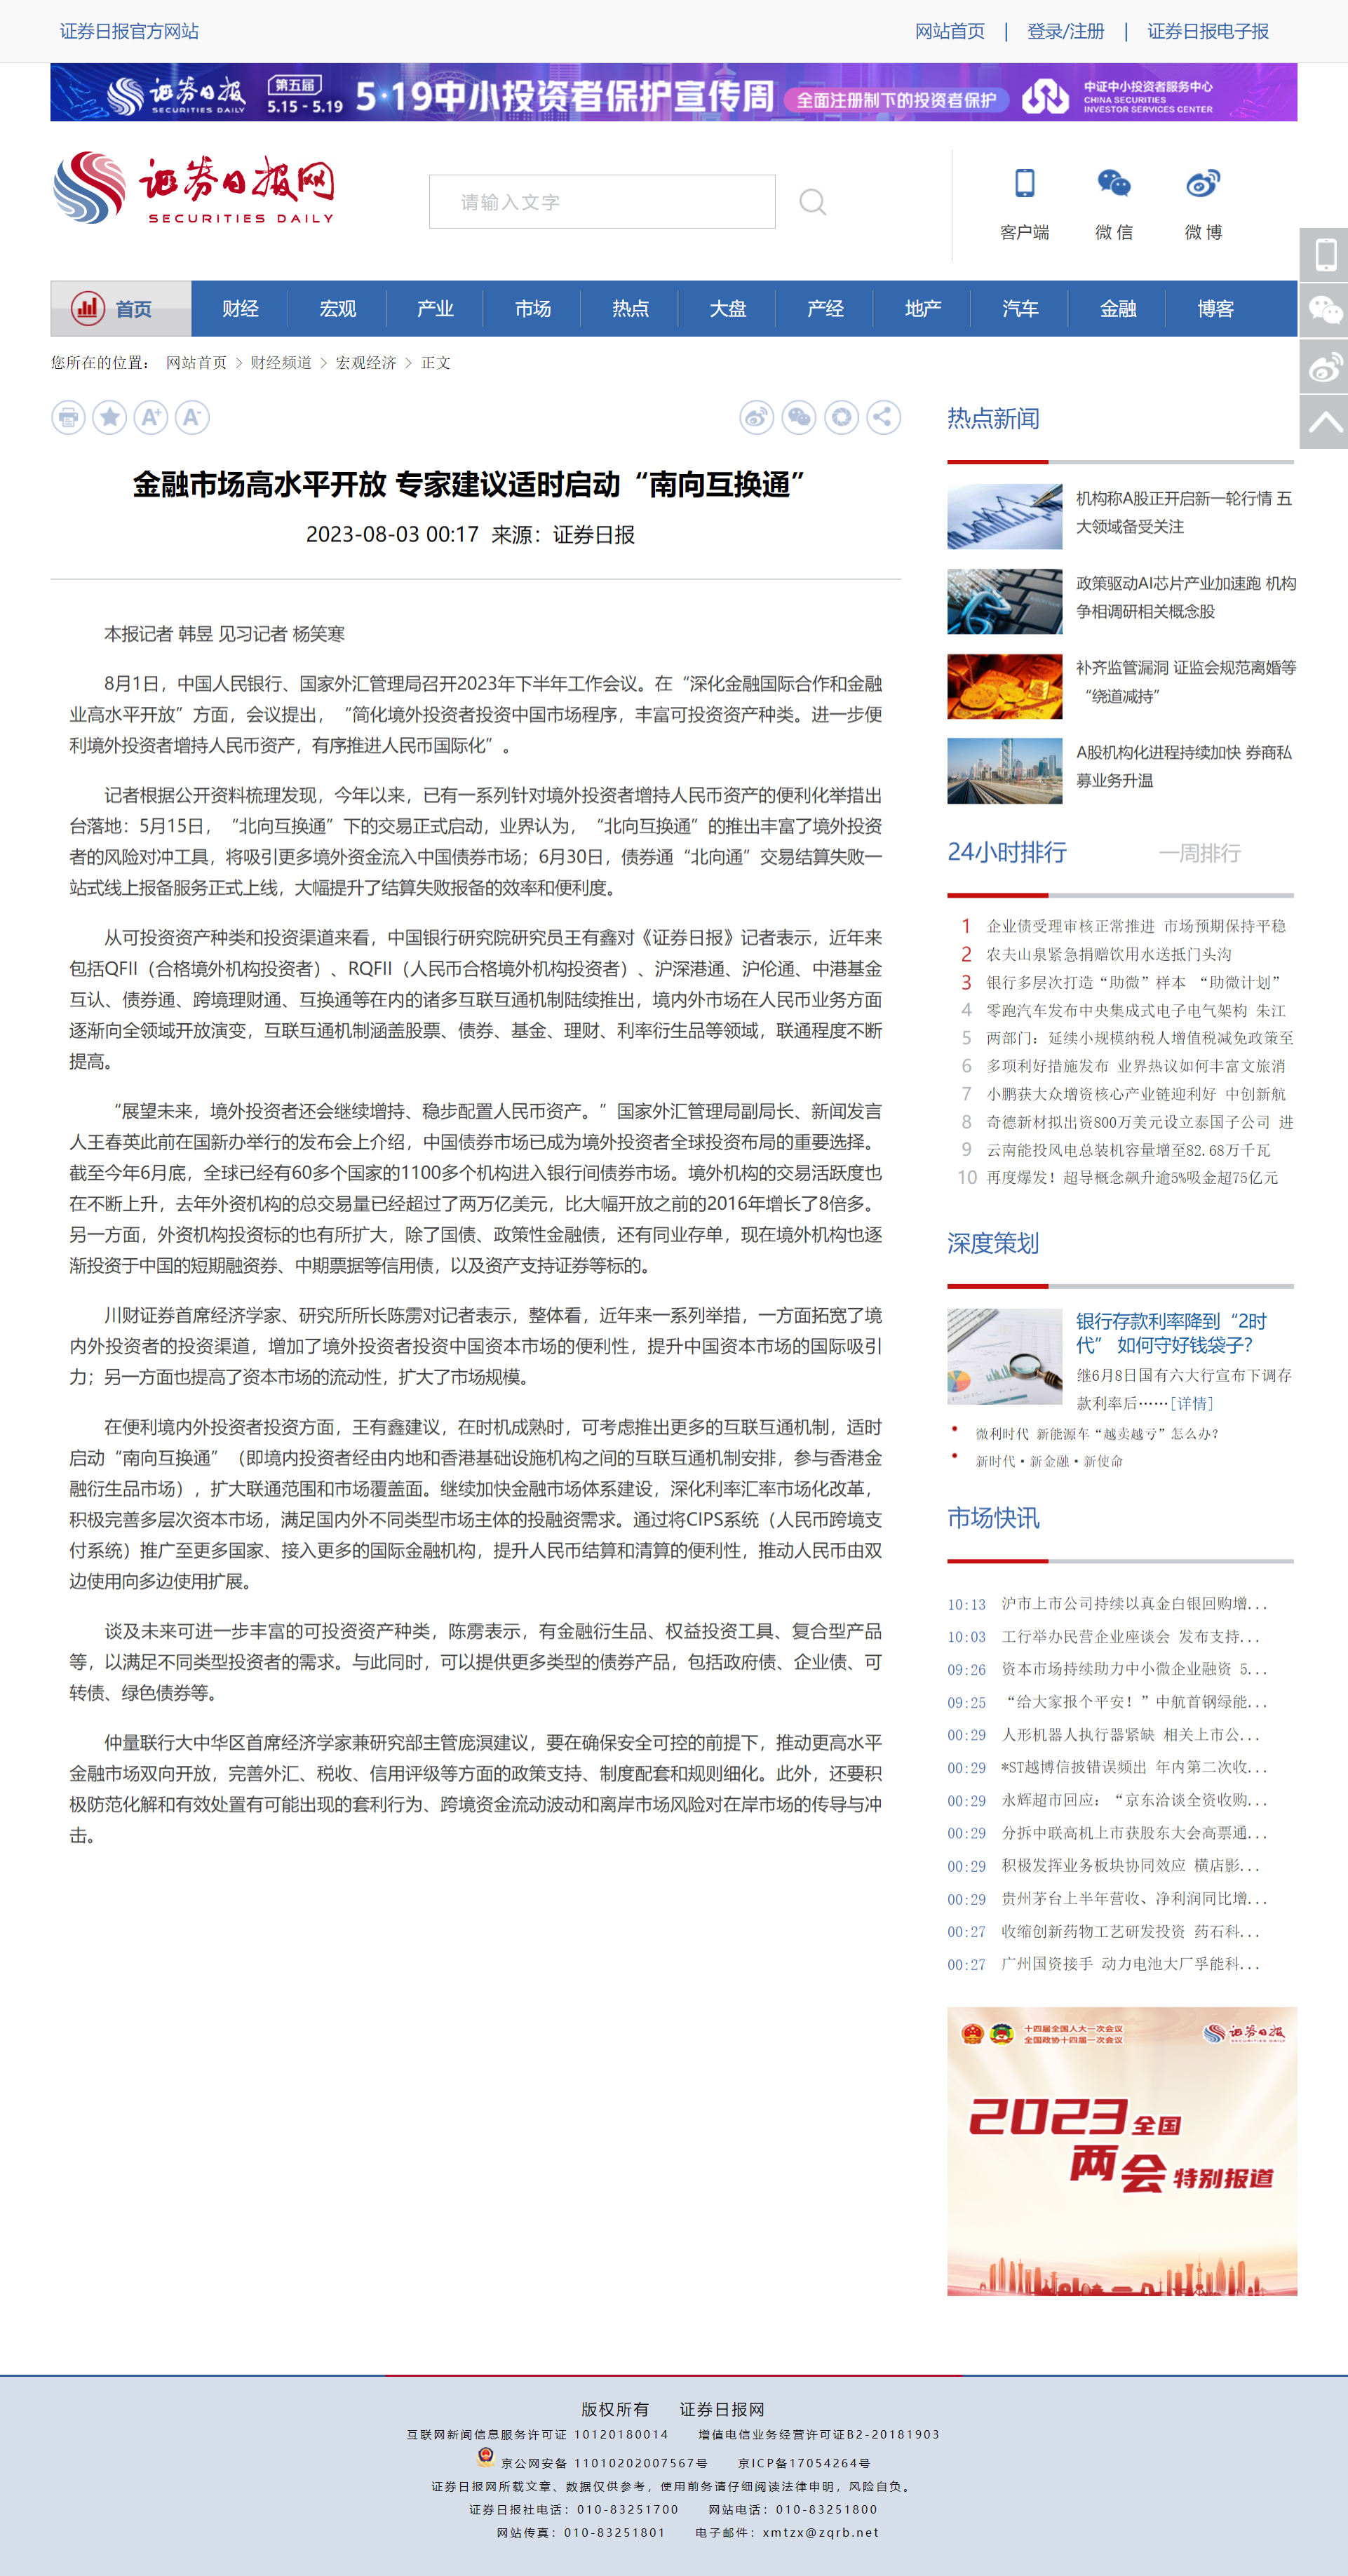 证券日报官方网站
网站首页 | 登录/注册 | 证券日报电子报
证券日报 SECURITIES DAILY 第五届 5.15 - 5.19 5·19中小投资者保护宣传周 全面注册制下的投资者保护 中证中小投资者服务中心 CHINA SECURITIES INVESTOR SERVICES CENTER
证券日报网
SECURITIES DAILY
请输入文字
客户端 微 信 微 博
首页 财经 宏观 产业 市场 热点 大盘 产经 地产 汽车 金融 博客
您所在的位置： 网站首页 > 财经频道 > 宏观经济 > 正文
A+ A-
金融市场高水平开放 专家建议适时启动“南向互换通”
2023-08-03 00:17 来源：证券日报
本报记者 韩昱 见习记者 杨笑寒
8月1日，中国人民银行、国家外汇管理局召开2023年下半年工作会议。在“深化金融国际合作和金融
业高水平开放”方面，会议提出，“简化境外投资者投资中国市场程序，丰富可投资资产种类。进一步便
利境外投资者增持人民币资产，有序推进人民币国际化”。
记者根据公开资料梳理发现，今年以来，已有一系列针对境外投资者增持人民币资产的便利化举措出
台落地：5月15日，“北向互换通”下的交易正式启动，业界认为，“北向互换通”的推出丰富了境外投资
者的风险对冲工具，将吸引更多境外资金流入中国债券市场；6月30日，债券通“北向通”交易结算失败一
站式线上报备服务正式上线，大幅提升了结算失败报备的效率和便利度。
从可投资资产种类和投资渠道来看，中国银行研究院研究员王有鑫对《证券日报》记者表示，近年来
包括QFII（合格境外机构投资者）、RQFII（人民币合格境外机构投资者）、沪深港通、沪伦通、中港基金
互认、债券通、跨境理财通、互换通等在内的诸多互联互通机制陆续推出，境内外市场在人民币业务方面
逐渐向全领域开放演变，互联互通机制涵盖股票、债券、基金、理财、利率衍生品等领域，联通程度不断
提高。
“展望未来，境外投资者还会继续增持、稳步配置人民币资产。”国家外汇管理局副局长、新闻发言
人王春英此前在国新办举行的发布会上介绍，中国债券市场已成为境外投资者全球投资布局的重要选择。
截至今年6月底，全球已经有60多个国家的1100多个机构进入银行间债券市场。境外机构的交易活跃度也
在不断上升，去年外资机构的总交易量已经超过了两万亿美元，比大幅开放之前的2016年增长了8倍多。
另一方面，外资机构投资标的也有所扩大，除了国债、政策性金融债，还有同业存单，现在境外机构也逐
渐投资于中国的短期融资券、中期票据等信用债，以及资产支持证券等标的。
川财证券首席经济学家、研究所所长陈雳对记者表示，整体看，近年来一系列举措，一方面拓宽了境
内外投资者的投资渠道，增加了境外投资者投资中国资本市场的便利性，提升中国资本市场的国际吸引
力；另一方面也提高了资本市场的流动性，扩大了市场规模。
在便利境内外投资者投资方面，王有鑫建议，在时机成熟时，可考虑推出更多的互联互通机制，适时
启动“南向互换通”（即境内投资者经由内地和香港基础设施机构之间的互联互通机制安排，参与香港金
融衍生品市场），扩大联通范围和市场覆盖面。继续加快金融市场体系建设，深化利率汇率市场化改革，
积极完善多层次资本市场，满足国内外不同类型市场主体的投融资需求。通过将CIPS系统（人民币跨境支
付系统）推广至更多国家、接入更多的国际金融机构，提升人民币结算和清算的便利性，推动人民币由双
边使用向多边使用扩展。
谈及未来可进一步丰富的可投资资产种类，陈雳表示，有金融衍生品、权益投资工具、复合型产品
等，以满足不同类型投资者的需求。与此同时，可以提供更多类型的债券产品，包括政府债、企业债、可
转债、绿色债券等。
仲量联行大中华区首席经济学家兼研究部主管庞溟建议，要在确保安全可控的前提下，推动更高水平
金融市场双向开放，完善外汇、税收、信用评级等方面的政策支持、制度配套和规则细化。此外，还要积
极防范化解和有效处置有可能出现的套利行为、跨境资金流动波动和离岸市场风险对在岸市场的传导与冲
击。
热点新闻
机构称A股正开启新一轮行情 五
大领域备受关注
政策驱动AI芯片产业加速跑 机构
争相调研相关概念股
补齐监管漏洞 证监会规范离婚等
“绕道减持”
A股机构化进程持续加快 券商私
募业务升温
24小时排行 一周排行
1 企业债受理审核正常推进 市场预期保持平稳
2 农夫山泉紧急捐赠饮用水送抵门头沟
3 银行多层次打造“助微”样本 “助微计划”
4 零跑汽车发布中央集成式电子电气架构 朱江
5 两部门：延续小规模纳税人增值税减免政策至
6 多项利好措施发布 业界热议如何丰富文旅消
7 小鹏获大众增资核心产业链迎利好 中创新航
8 奇德新材拟出资800万美元设立泰国子公司 进
9 云南能投风电总装机容量增至82.68万千瓦
10 再度爆发！超导概念飙升逾5%吸金超75亿元
深度策划
银行存款利率降到“2时
代” 如何守好钱袋子？
继6月8日国有六大行宣布下调存
款利率后……[详情]
微利时代 新能源车“越卖越亏”怎么办？
新时代·新金融·新使命
市场快讯
10:13 沪市上市公司持续以真金白银回购增...
10:03 工行举办民营企业座谈会 发布支持...
09:26 资本市场持续助力中小微企业融资 5...
09:25 “给大家报个平安！”中航首钢绿能...
00:29 人形机器人执行器紧缺 相关上市公...
00:29 *ST越博信披错误频出 年内第二次收...
00:29 永辉超市回应：“京东洽谈全资收购...
00:29 分拆中联高机上市获股东大会高票通...
00:29 积极发挥业务板块协同效应 横店影...
00:29 贵州茅台上半年营收、净利润同比增...
00:27 收缩创新药物工艺研发投资 药石科...
00:27 广州国资接手 动力电池大厂孚能科...
十四届全国人大一次会议
全国政协十四届一次会议
证券日报
SECURITIES DAILY
2023全国
两会特别报道
版权所有 证券日报网
互联网新闻信息服务许可证 10120180014 增值电信业务经营许可证B2-20181903
京公网安备 11010202007567号 京ICP备17054264号
证券日报网所载文章、数据仅供参考，使用前务请仔细阅读法律申明，风险自负。
证券日报社电话：010-83251700 网站电话：010-83251800
网站传真：010-83251801 电子邮件：xmtzx@zqrb.net